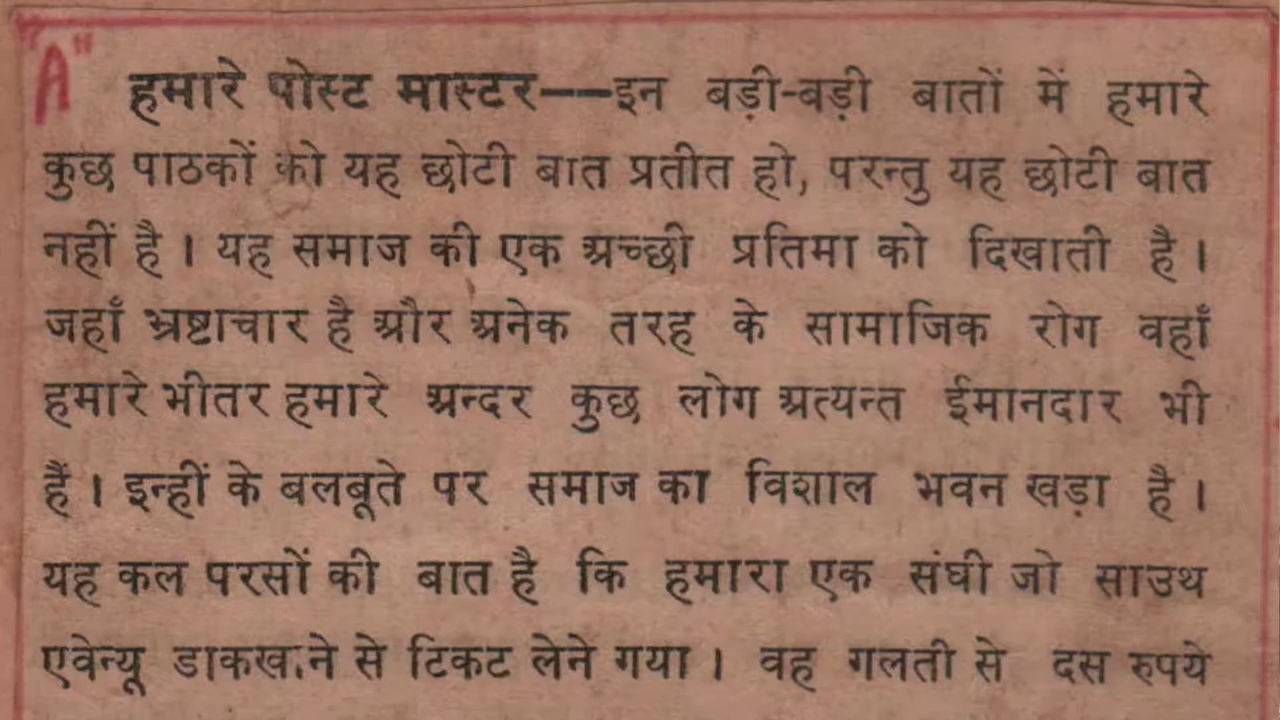 "A"
हमारे पोस्ट मास्टर——इन बड़ी-बड़ी बातों में हमारे
कुछ पाठकों को यह छोटी बात प्रतीत हो, परन्तु यह छोटी बात
नहीं है । यह समाज की एक अच्छी प्रतिमा को दिखाती है ।
जहाँ भ्रष्टाचार है और अनेक तरह के सामाजिक रोग वहाँ
हमारे भीतर हमारे अन्दर कुछ लोग अत्यन्त ईमानदार भी
हैं । इन्हीं के बलबूते पर समाज का विशाल भवन खड़ा है ।
यह कल परसों की बात है कि हमारा एक संघी जो साउथ
एवेन्यू डाकखाने से टिकट लेने गया । वह गलती से दस रुपये